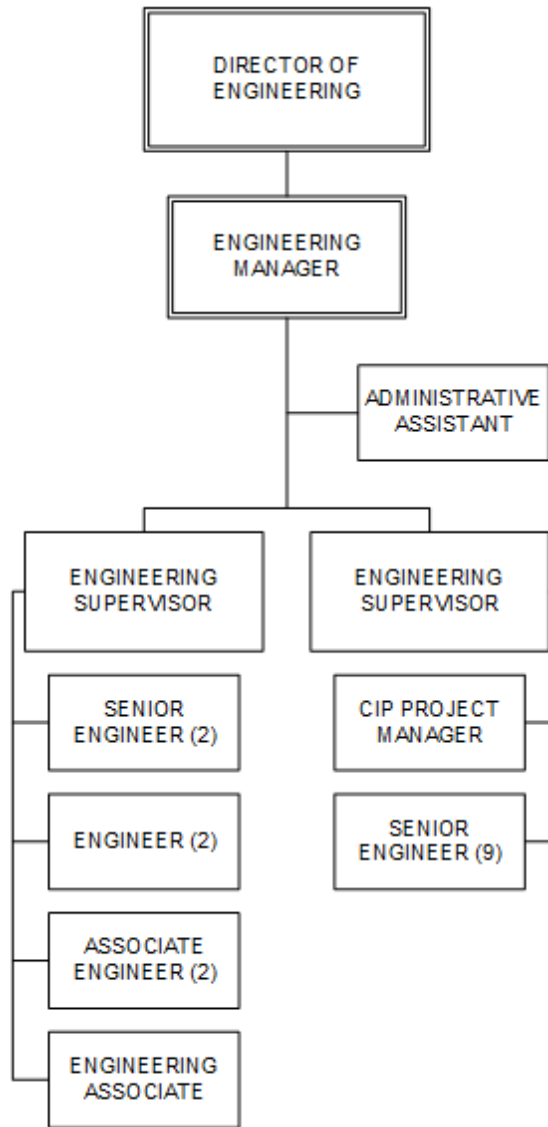 DIRECTOR OF
ENGINEERING
ENGINEERING
MANAGER
ADMINISTRATIVE
ASSISTANT
ENGINEERING
SUPERVISOR
ENGINEERING
SUPERVISOR
SENIOR
ENGINEER (2)
ENGINEER (2)
ASSOCIATE
ENGINEER (2)
ENGINEERING
ASSOCIATE
CIP PROJECT
MANAGER
SENIOR
ENGINEER (9)